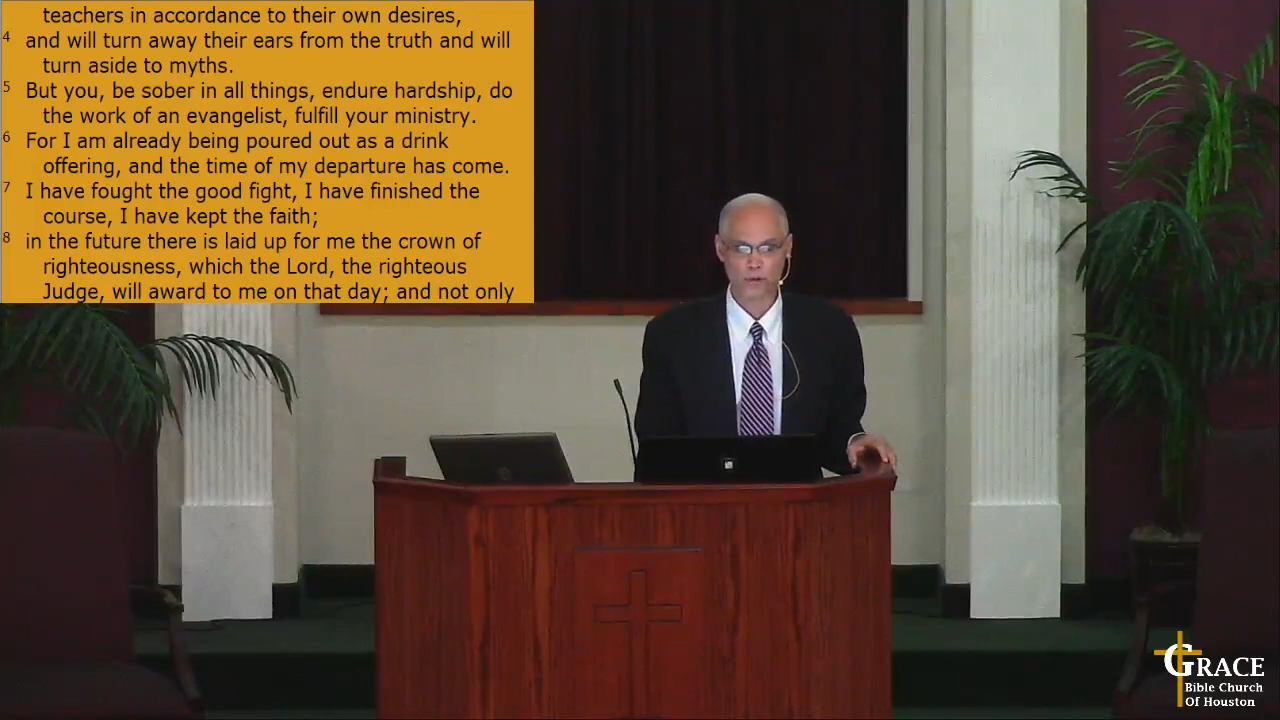 teachers in accordance to their own desires,
4 and will turn away their ears from the truth and will
turn aside to myths.
5 But you, be sober in all things, endure hardship, do
the work of an evangelist, fulfill your ministry.
6 For I am already being poured out as a drink
offering, and the time of my departure has come.
7 I have fought the good fight, I have finished the
course, I have kept the faith;
8 in the future there is laid up for me the crown of
righteousness, which the Lord, the righteous
Judge, will award to me on that day; and not only
GRACE
Bible Church
Of Houston